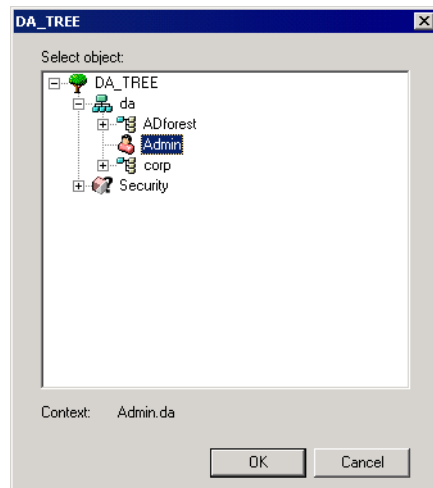 DA_TREE
Select object:
DA_TREE
da
ADforest
Admin
corp
Security
Context: Admin.da
OK Cancel